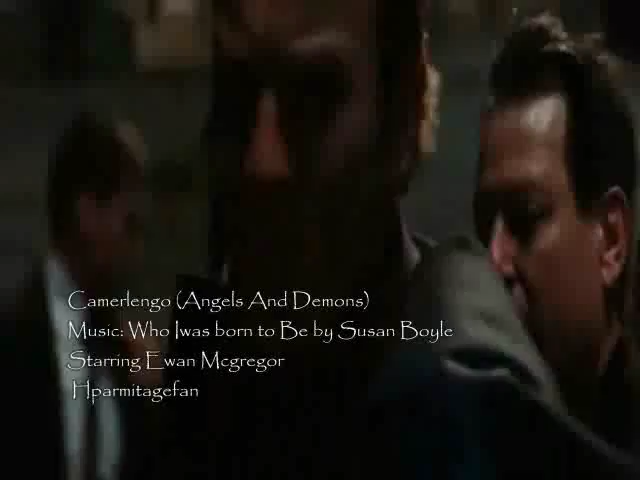 Camerlengo (Angels And Demons)
Music: Who Iwas born to Be by Susan Boyle
Starring Ewan Mcgregor
Hparmitagefan